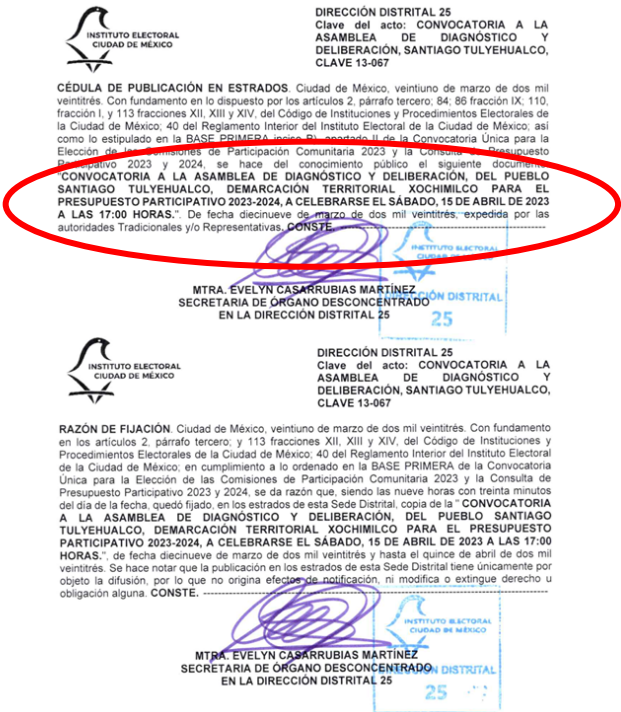 INSTITUTO ELECTORAL
CIUDAD DE MÉXICO
DIRECCIÓN DISTRITAL 25
Clave del acto: CONVOCATORIA A LA
ASAMBLEA DE DIAGNÓSTICO Y
DELIBERACIÓN, SANTIAGO TULYEHUALCO,
CLAVE 13-067
CÉDULA DE PUBLICACIÓN EN ESTRADOS. Ciudad de México, veintiuno de marzo de dos mil
veintitrés. Con fundamento en lo dispuesto por los artículos 2, párrafo tercero; 84; 86 fracción IX; 110,
fracción I, y 113 fracciones XII, XIII y XIV, del Código de Instituciones y Procedimientos Electorales de
la Ciudad de México; 40 del Reglamento Interior del Instituto Electoral de la Ciudad de México; así
como lo estipulado en la BASE PRIMERA inciso B), apartado II de la Convocatoria Única para la
Elección de las Comisiones de Participación Comunitaria 2023 y la Consulta de Presupuesto
Participativo 2023 y 2024, se hace del conocimiento público el siguiente documento
"CONVOCATORIA A LA ASAMBLEA DE DIAGNÓSTICO Y DELIBERACIÓN, DEL PUEBLO
SANTIAGO TULYEHUALCO, DEMARCACIÓN TERRITORIAL XOCHIMILCO PARA EL
PRESUPUESTO PARTICIPATIVO 2023-2024, A CELEBRARSE EL SÁBADO, 15 DE ABRIL DE 2023
A LAS 17:00 HORAS.". De fecha diecinueve de marzo de dos mil veintitrés, expedida por las
autoridades Tradicionales y/o Representativas. CONSTE.
INSTITUTO ELECTORAL
CIUDAD DE MÉXICO
DIRECCIÓN DISTRITAL
25
MTRA. EVELYN CASARRUBIAS MARTÍNEZ
SECRETARIA DE ÓRGANO DESCONCENTRADO
EN LA DIRECCIÓN DISTRITAL 25
INSTITUTO ELECTORAL
CIUDAD DE MÉXICO
DIRECCIÓN DISTRITAL 25
Clave del acto: CONVOCATORIA A LA
ASAMBLEA DE DIAGNÓSTICO Y
DELIBERACIÓN, SANTIAGO TULYEHUALCO,
CLAVE 13-067
RAZÓN DE FIJACIÓN. Ciudad de México, veintiuno de marzo de dos mil veintitrés. Con fundamento
en los artículos 2, párrafo tercero; y 113 fracciones XII, XIII y XIV, del Código de Instituciones y
Procedimientos Electorales de la Ciudad de México; 40 del Reglamento Interior del Instituto Electoral
de la Ciudad de México; en cumplimiento a lo ordenado en la BASE PRIMERA de la Convocatoria
Única para la Elección de las Comisiones de Participación Comunitaria 2023 y la Consulta de
Presupuesto Participativo 2023 y 2024, se da razón que, siendo las nueve horas con treinta minutos
del día de la fecha, quedó fijado, en los estrados de esta Sede Distrital, copia de la " CONVOCATORIA
A LA ASAMBLEA DE DIAGNÓSTICO Y DELIBERACIÓN, DEL PUEBLO SANTIAGO
TULYEHUALCO, DEMARCACIÓN TERRITORIAL XOCHIMILCO PARA EL PRESUPUESTO
PARTICIPATIVO 2023-2024, A CELEBRARSE EL SÁBADO, 15 DE ABRIL DE 2023 A LAS 17:00
HORAS.", de fecha diecinueve de marzo de dos mil veintitrés y hasta el quince de abril de dos mil
veintitrés. Se hace notar que la publicación en los estrados de esta Sede Distrital tiene únicamente por
objeto la difusión, por lo que no origina efectos de notificación, ni modifica o extingue derecho u
obligación alguna. CONSTE.
INSTITUTO ELECTORAL
CIUDAD DE MÉXICO
DIRECCIÓN DISTRITAL
25
MTRA. EVELYN CASARRUBIAS MARTÍNEZ
SECRETARIA DE ÓRGANO DESCONCENTRADO
EN LA DIRECCIÓN DISTRITAL 25